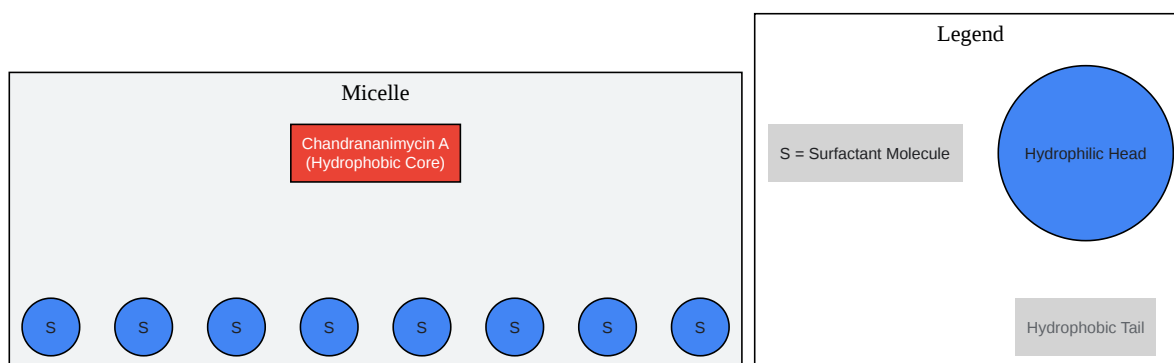 Micelle
Chandrananimycin A
(Hydrophobic Core)
S
S
S
S
S
S
S
S
Legend
S = Surfactant Molecule
Hydrophilic Head
Hydrophobic Tail